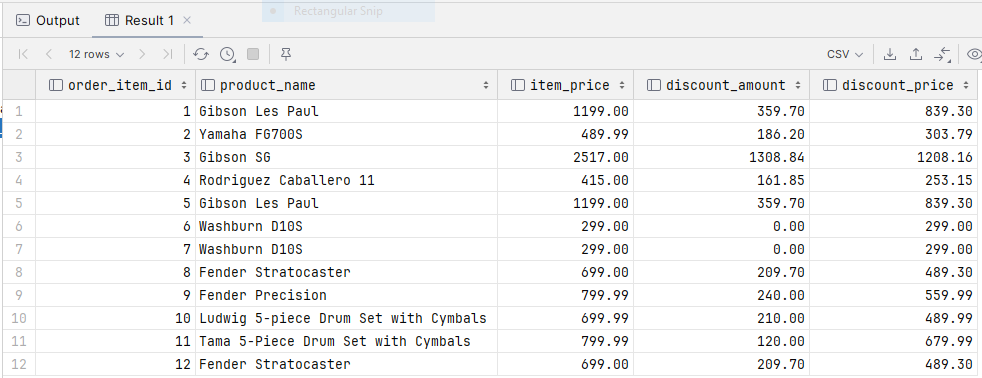 Rectangular Snip
Output Result 1
12 rows CSV
order_item_id product_name item_price discount_amount discount_price
1 1 Gibson Les Paul 1199.00 359.70 839.30
2 2 Yamaha FG700S 489.99 186.20 303.79
3 3 Gibson SG 2517.00 1308.84 1208.16
4 4 Rodriguez Caballero 11 415.00 161.85 253.15
5 5 Gibson Les Paul 1199.00 359.70 839.30
6 6 Washburn D10S 299.00 0.00 299.00
7 7 Washburn D10S 299.00 0.00 299.00
8 8 Fender Stratocaster 699.00 209.70 489.30
9 9 Fender Precision 799.99 240.00 559.99
10 10 Ludwig 5-piece Drum Set with Cymbals 699.99 210.00 489.99
11 11 Tama 5-Piece Drum Set with Cymbals 799.99 120.00 679.99
12 12 Fender Stratocaster 699.00 209.70 489.30